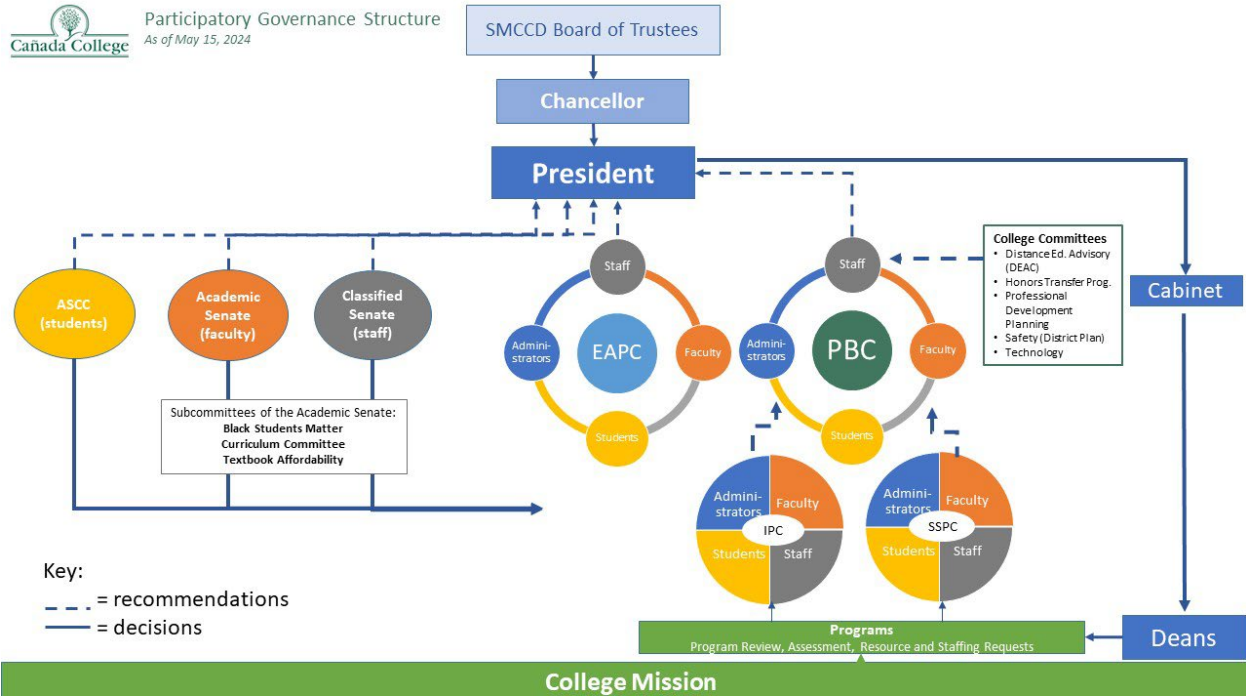 Cañada College
Participatory Governance Structure
As of May 15, 2024
SMCCD Board of Trustees
Chancellor
President
ASCC
(students)
Academic
Senate
(faculty)
Classified
Senate
(staff)
Subcommittees of the Academic Senate:
Black Students Matter
Curriculum Committee
Textbook Affordability
Staff
Admini-
strators
EAPC
Faculty
Students
Staff
Admini-
strators
PBC
Faculty
Students
College Committees
• Distance Ed. Advisory
(DEAC)
• Honors Transfer Prog.
• Professional
Development
Planning
• Safety (District Plan)
• Technology
Cabinet
Admini-
strators
Faculty
IPC
Students
Staff
Admini-
strators
Faculty
SSPC
Students
Staff
Key:
= recommendations
= decisions
Programs
Program Review, Assessment, Resource and Staffing Requests
Deans
College Mission